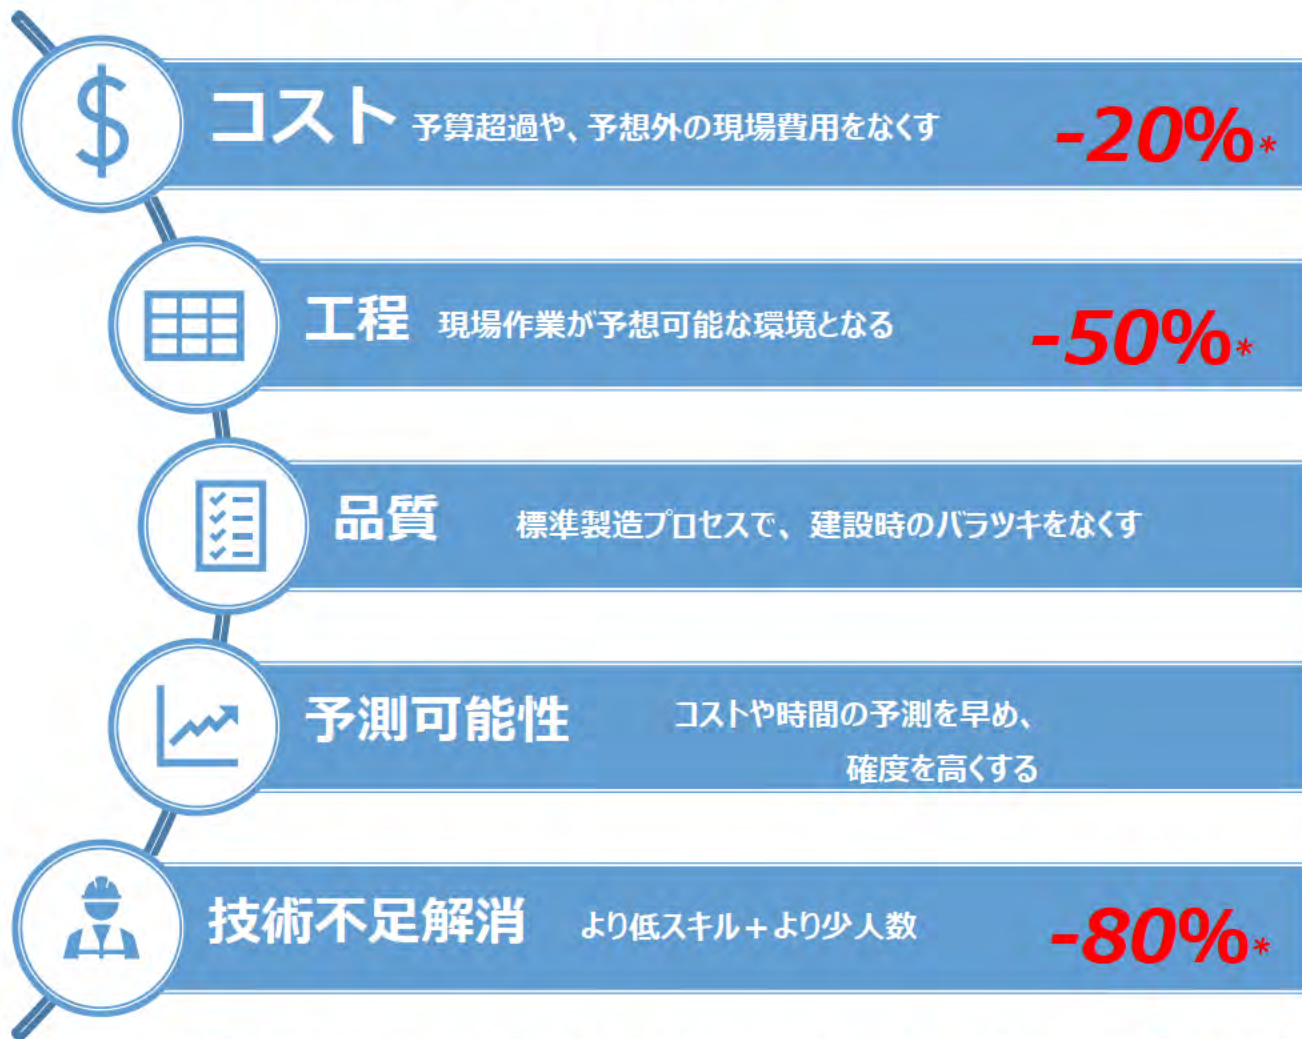 コスト 予算超過や、予想外の現場費用をなくす -20%*
工程 現場作業が予想可能な環境となる -50%*
品質 標準製造プロセスで、建設時のバラツキをなくす
予測可能性 コストや時間の予測を早め、
確度を高くする
技術不足解消 より低スキル+より少人数 -80%*